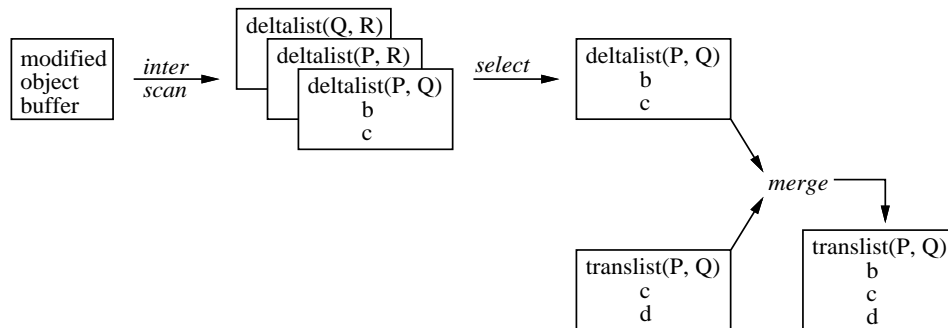 modified
object
buffer
inter
scan
deltalist(Q, R)
deltalist(P, R)
deltalist(P, Q)
b
c
select
deltalist(P, Q)
b
c
merge
translist(P, Q)
c
d
translist(P, Q)
b
c
d